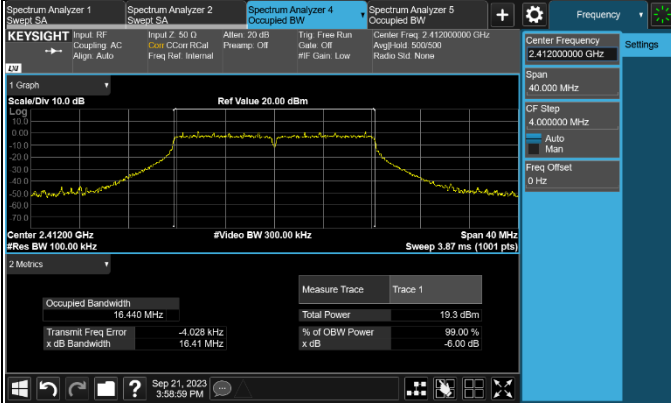 Spectrum Analyzer 1
Swept SA
Spectrum Analyzer 2
Swept SA
Spectrum Analyzer 4
Occupied BW
Spectrum Analyzer 5
Occupied BW
Frequency
KEYSIGHT
Input: RF
Coupling: AC
Align: Auto
Input Z: 50 Ω
Corr CCorr RCal
Freq Ref: Internal
Atten: 20 dB
Preamp: Off
Trig: Free Run
Gate: Off
#IF Gain: Low
Center Freq: 2.412000000 GHz
Avg|Hold: 500/500
Radio Std: None
LXI
Center Frequency
2.412000000 GHz
Settings
Span
40.000 MHz
CF Step
4.000000 MHz
Auto
Man
Freq Offset
0 Hz
1 Graph
Scale/Div 10.0 dB
Ref Value 20.00 dBm
Log
10.0
0.00
-10.0
-20.0
-30.0
-40.0
-50.0
-60.0
-70.0
Center 2.41200 GHz
#Video BW 300.00 kHz
Span 40 MHz
#Res BW 100.00 kHz
Sweep 3.87 ms (1001 pts)
2 Metrics
Measure Trace
Trace 1
Occupied Bandwidth
16.440 MHz
Total Power
19.3 dBm
Transmit Freq Error
-4.028 kHz
% of OBW Power
99.00 %
x dB Bandwidth
16.41 MHz
x dB
-6.00 dB
?
Sep 21, 2023
3:58:59 PM